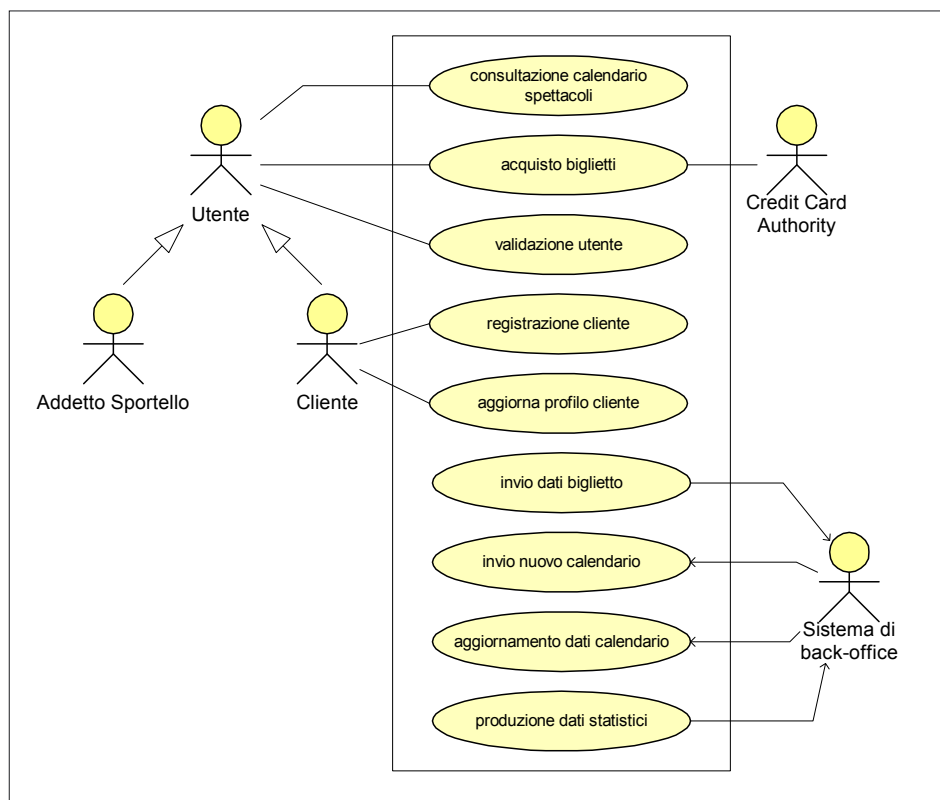 consultazione calendario
spettacoli
Utente
acquisto biglietti
Credit Card
Authority
validazione utente
Addetto Sportello
Cliente
registrazione cliente
aggiorna profilo cliente
invio dati biglietto
invio nuovo calendario
aggiornamento dati calendario
Sistema di
back-office
produzione dati statistici